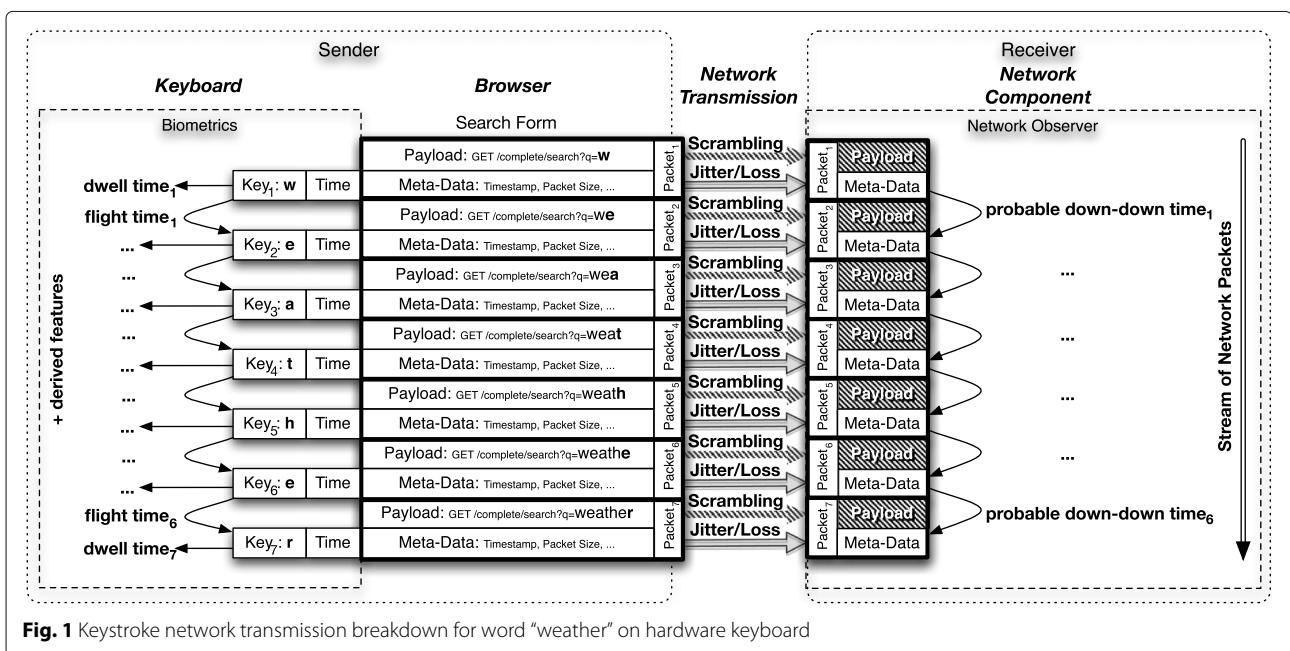 Sender
Receiver
Keyboard
Browser
Network
Transmission
Network
Component
Biometrics
Search Form
Network Observer
Payload: GET /complete/search?q=w
Meta-Data: Timestamp, Packet Size, ...
Packet1
Scrambling
Jitter/Loss
Packet1
Payload
Meta-Data
dwell time1
Key1: w
Time
flight time1
Payload: GET /complete/search?q=we
Meta-Data: Timestamp, Packet Size, ...
Packet2
Scrambling
Jitter/Loss
Packet2
Payload
Meta-Data
probable down-down time1
...
Key2: e
Time
...
Payload: GET /complete/search?q=wea
Meta-Data: Timestamp, Packet Size, ...
Packet3
Scrambling
Jitter/Loss
Packet3
Payload
Meta-Data
...
...
Key3: a
Time
...
Payload: GET /complete/search?q=weat
Meta-Data: Timestamp, Packet Size, ...
Packet4
Scrambling
Jitter/Loss
Packet4
Payload
Meta-Data
...
...
Key4: t
Time
...
Payload: GET /complete/search?q=weath
Meta-Data: Timestamp, Packet Size, ...
Packet5
Scrambling
Jitter/Loss
Packet5
Payload
Meta-Data
...
...
Key5: h
Time
...
Payload: GET /complete/search?q=weathe
Meta-Data: Timestamp, Packet Size, ...
Packet6
Scrambling
Jitter/Loss
Packet6
Payload
Meta-Data
...
...
Key6: e
Time
flight time6
Payload: GET /complete/search?q=weather
Meta-Data: Timestamp, Packet Size, ...
Packet7
Scrambling
Jitter/Loss
Packet7
Payload
Meta-Data
probable down-down time6
dwell time7
Key7: r
Time
+ derived features
Stream of Network Packets
Fig. 1 Keystroke network transmission breakdown for word “weather” on hardware keyboard